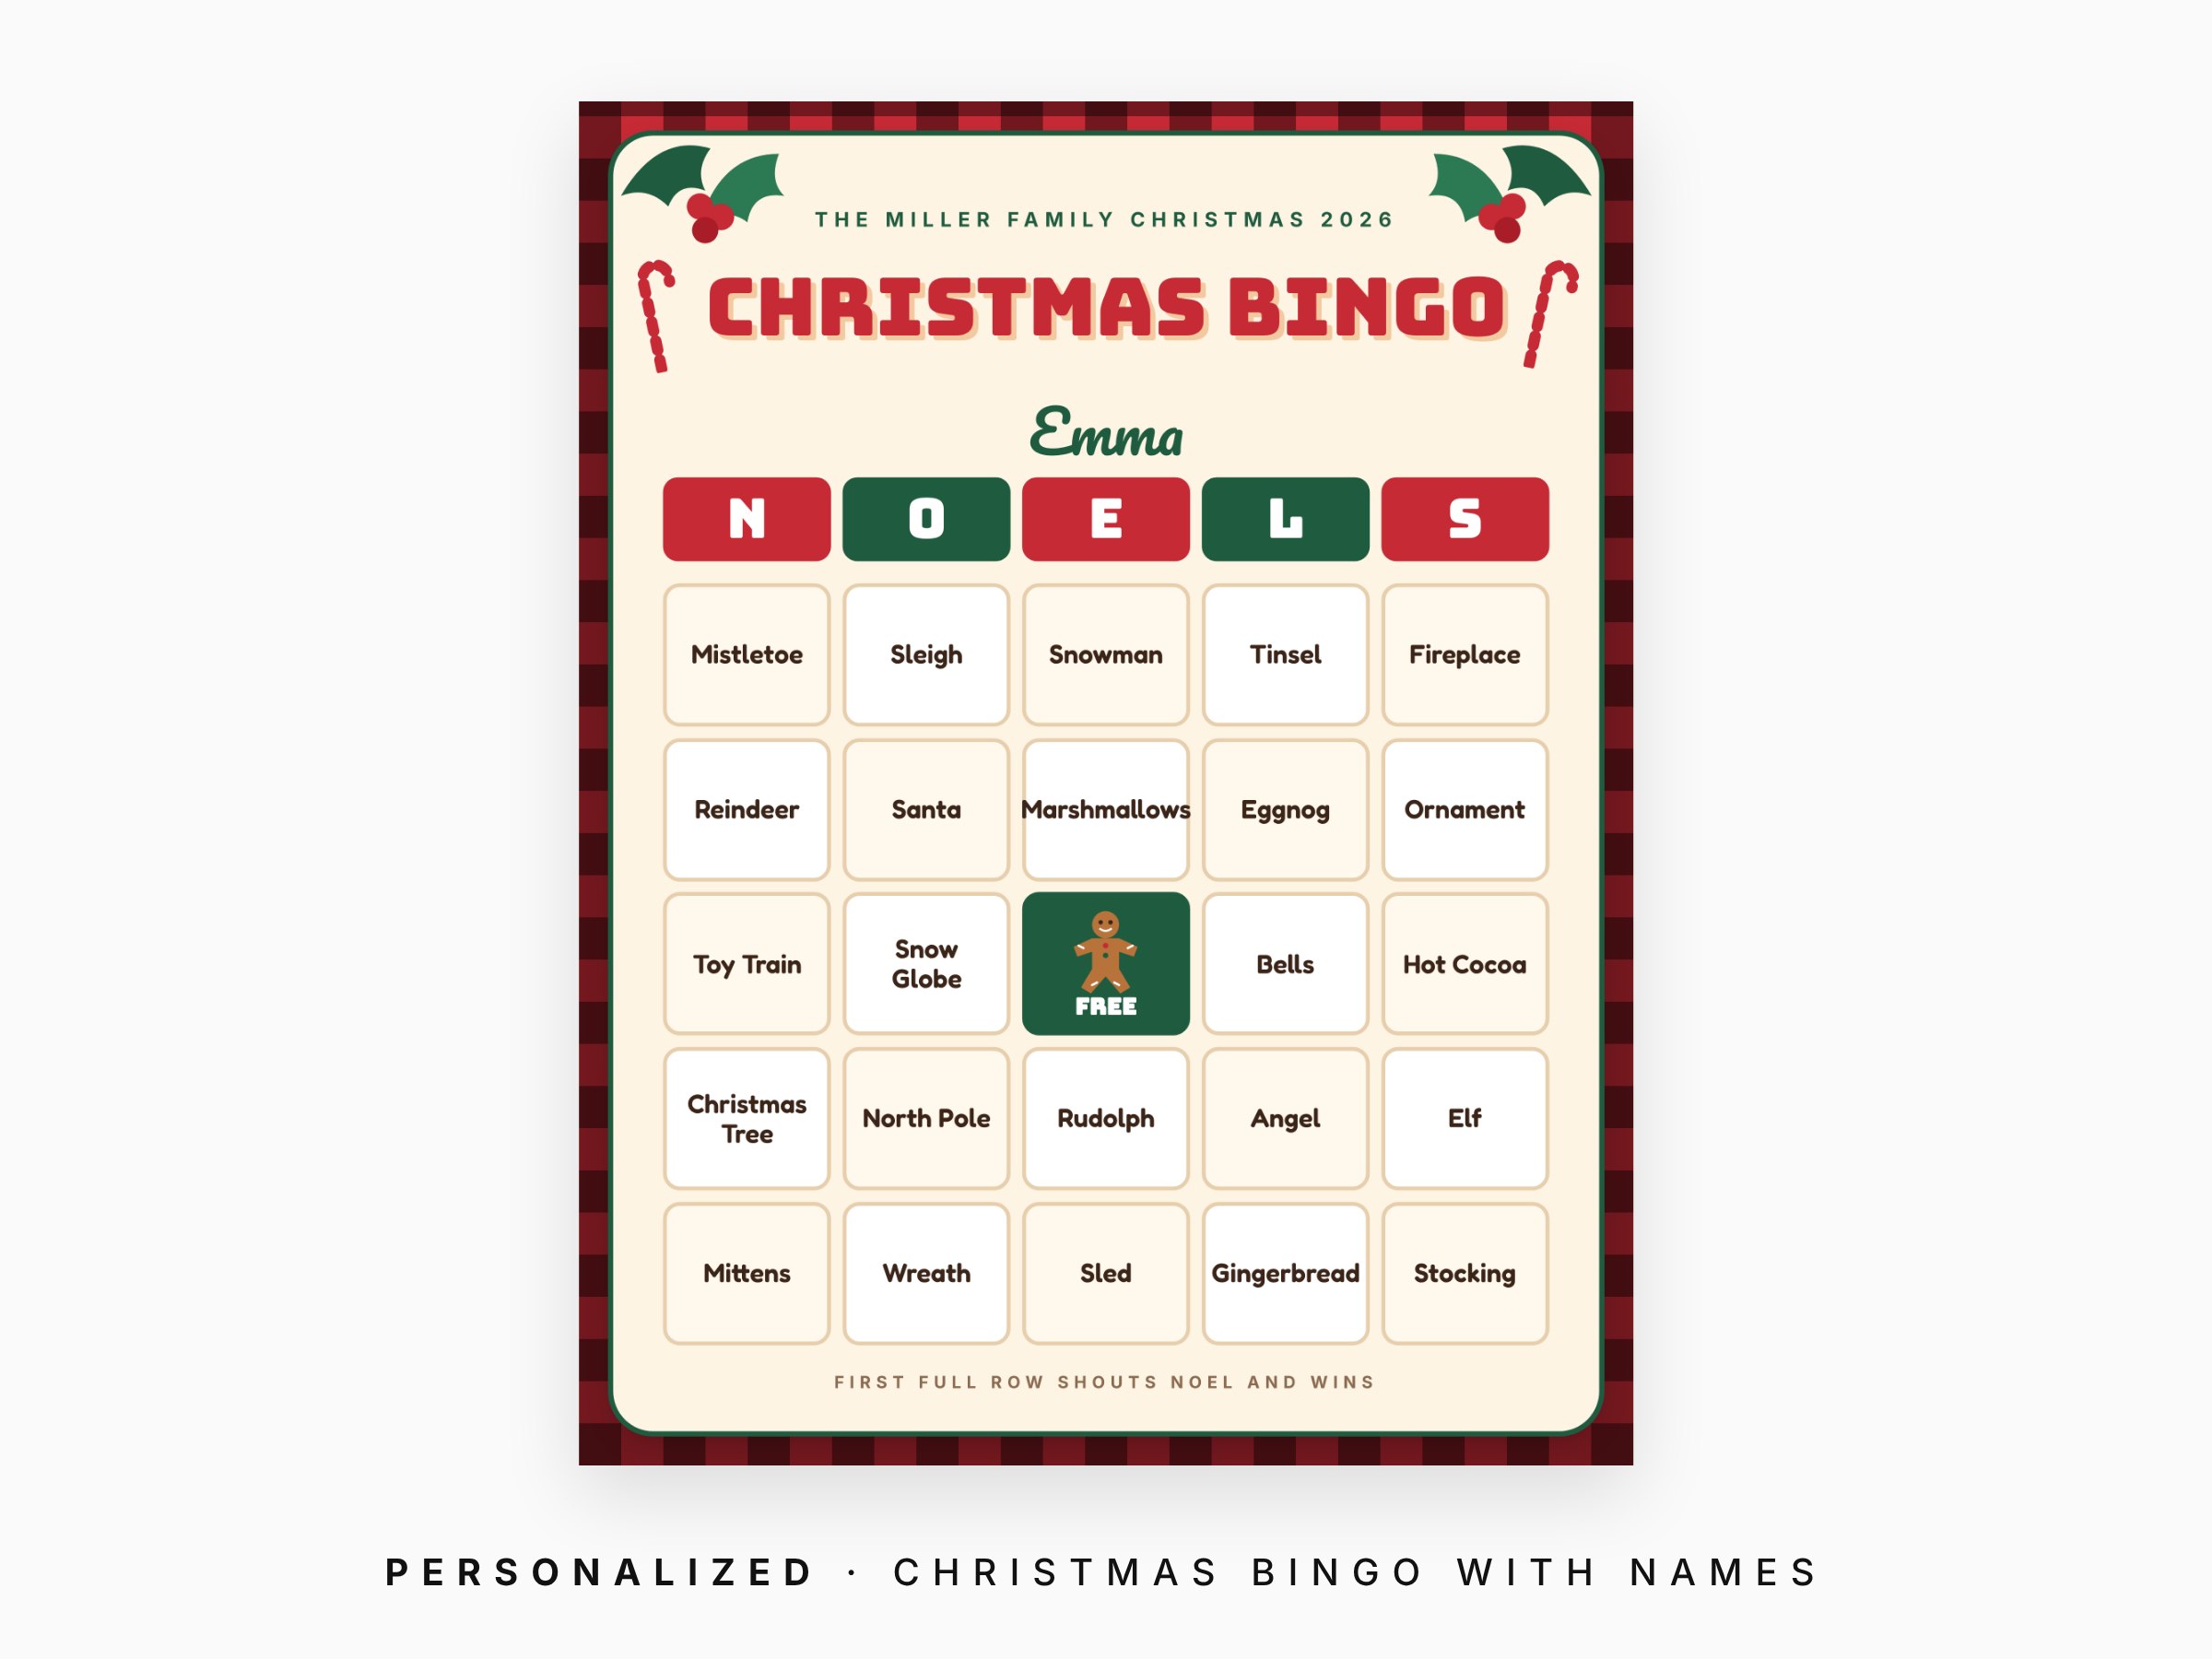 THE MILLER FAMILY CHRISTMAS 2026
CHRISTMAS BINGO
Emma
N O E L S
Mistletoe Sleigh Snowman Tinsel Fireplace
Reindeer Santa Marshmallows Eggnog Ornament
Toy Train Snow Globe FREE Bells Hot Cocoa
Christmas Tree North Pole Rudolph Angel Elf
Mittens Wreath Sled Gingerbread Stocking
FIRST FULL ROW SHOUTS NOEL AND WINS
PERSONALIZED · CHRISTMAS BINGO WITH NAMES